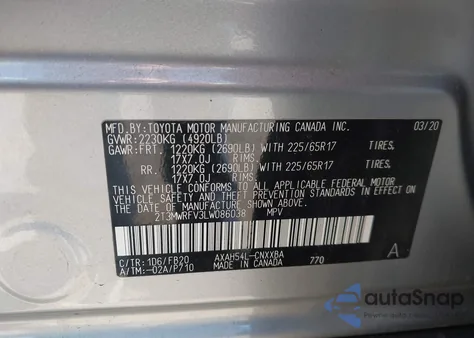 MFD.BY:TOYOTA MOTOR MANUFACTURING CANADA INC. 03/20
GVWR:2230KG (4920LB)
GAWR:FRT. 1220KG (2690LB) WITH 225/65R17 TIRES,
17X7.0J RIMS,
RR. 1220KG (2690LB) WITH 225/65R17 TIRES,
17X7.0J RIMS,
THIS VEHICLE CONFORMS TO ALL APPLICABLE FEDERAL MOTOR
VEHICLE SAFETY, BUMPER, AND THEFT PREVENTION STANDARDS IN EFFECT
ON THE DATE OF MANUFACTURE SHOWN ABOVE.
2T3MWRFV3LW086038 MPV
C/TR:1D6/FB20 AXAH54L-CNXXBA A
A/TM:-02A/P710 MADE IN CANADA 770
autoSnap